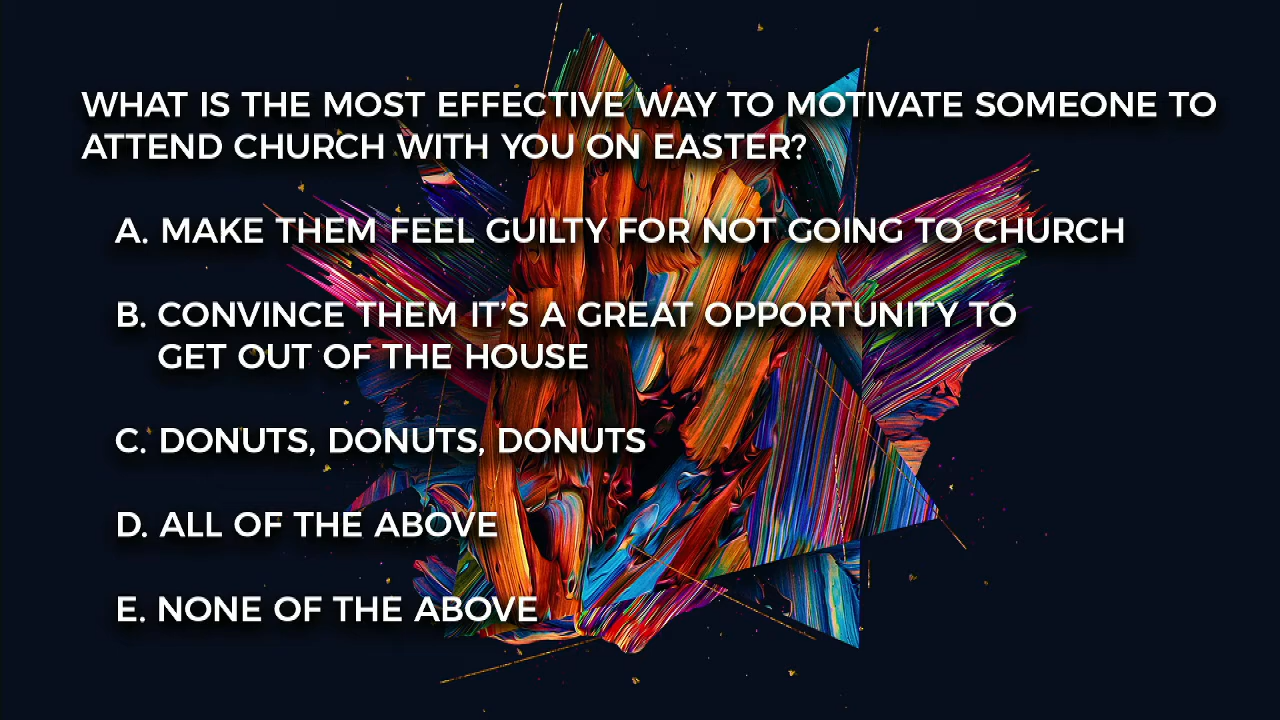 WHAT IS THE MOST EFFECTIVE WAY TO MOTIVATE SOMEONE TO
ATTEND CHURCH WITH YOU ON EASTER?
A. MAKE THEM FEEL GUILTY FOR NOT GOING TO CHURCH
B. CONVINCE THEM IT'S A GREAT OPPORTUNITY TO
GET OUT OF THE HOUSE
C. DONUTS, DONUTS, DONUTS
D. ALL OF THE ABOVE
E. NONE OF THE ABOVE